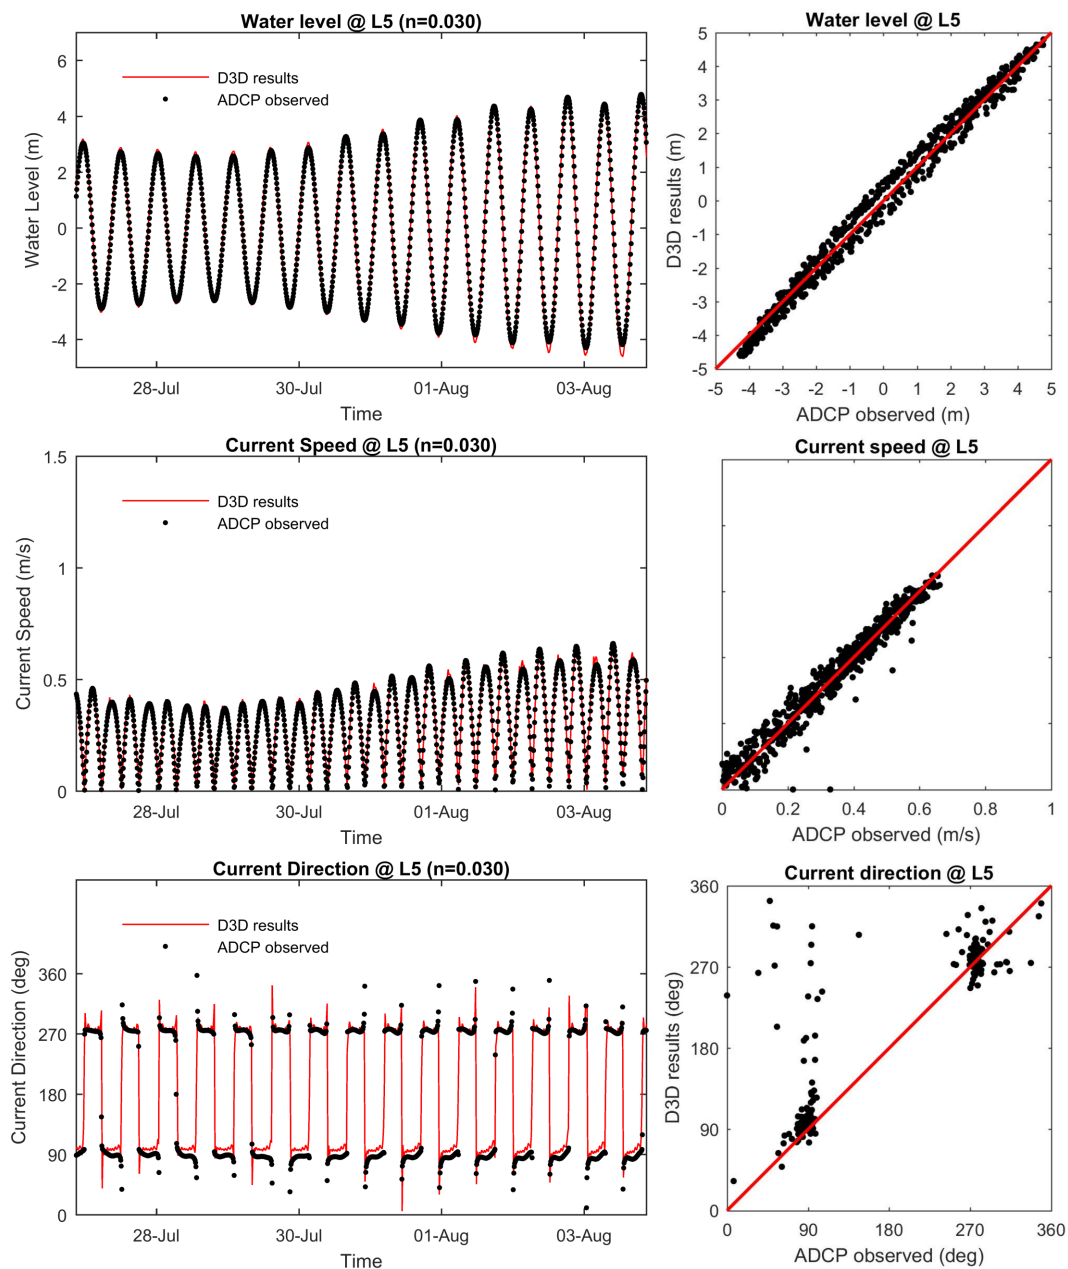 Water level @ L5 (n=0.030)
6
4
2
0
-2
-4
Water Level (m)
D3D results
ADCP observed
28-Jul
30-Jul
01-Aug
03-Aug
Time
Water level @ L5
5
4
3
2
1
0
-1
-2
-3
-4
-5
D3D results (m)
-5
-4
-3
-2
-1
0
1
2
3
4
5
ADCP observed (m)
Current Speed @ L5 (n=0.030)
1.5
1
0.5
0
Current Speed (m/s)
D3D results
ADCP observed
28-Jul
30-Jul
01-Aug
03-Aug
Time
Current speed @ L5
0
0.2
0.4
0.6
0.8
1
ADCP observed (m/s)
Current Direction @ L5 (n=0.030)
360
270
180
90
0
Current Direction (deg)
D3D results
ADCP observed
28-Jul
30-Jul
01-Aug
03-Aug
Time
Current direction @ L5
360
270
180
90
0
D3D results (deg)
0
90
180
270
360
ADCP observed (deg)